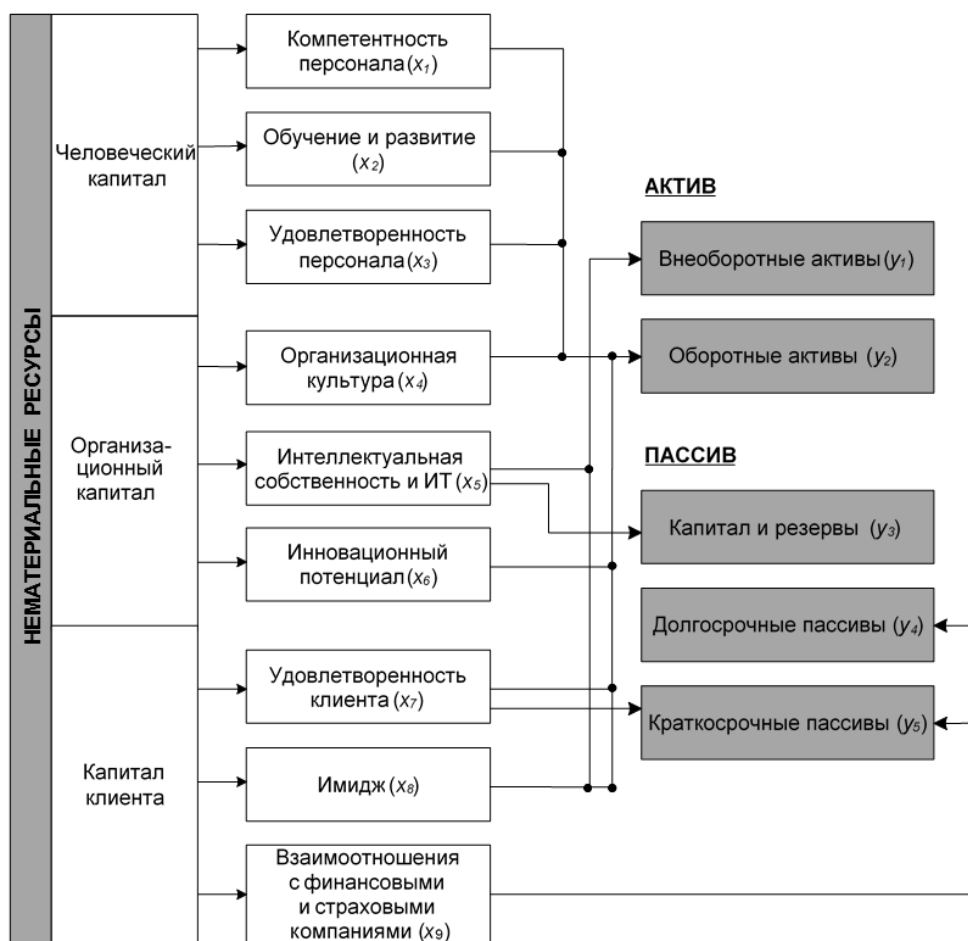 НЕМАТЕРИАЛЬНЫЕ РЕСУРСЫ
Человеческий
капитал
Организа-
ционный
капитал
Капитал
клиента
Компетентность
персонала (x1)
Обучение и развитие
(x2)
Удовлетворенность
персонала (x3)
Организационная
культура (x4)
Интеллектуальная
собственность и ИТ (x5)
Инновационный
потенциал (x6)
Удовлетворенность
клиента (x7)
Имидж (x8)
Взаимоотношения
с финансовыми
и страховыми
компаниями (x9)
АКТИВ
Внеоборотные активы (y1)
Оборотные активы (y2)
ПАССИВ
Капитал и резервы (y3)
Долгосрочные пассивы (y4)
Краткосрочные пассивы (y5)